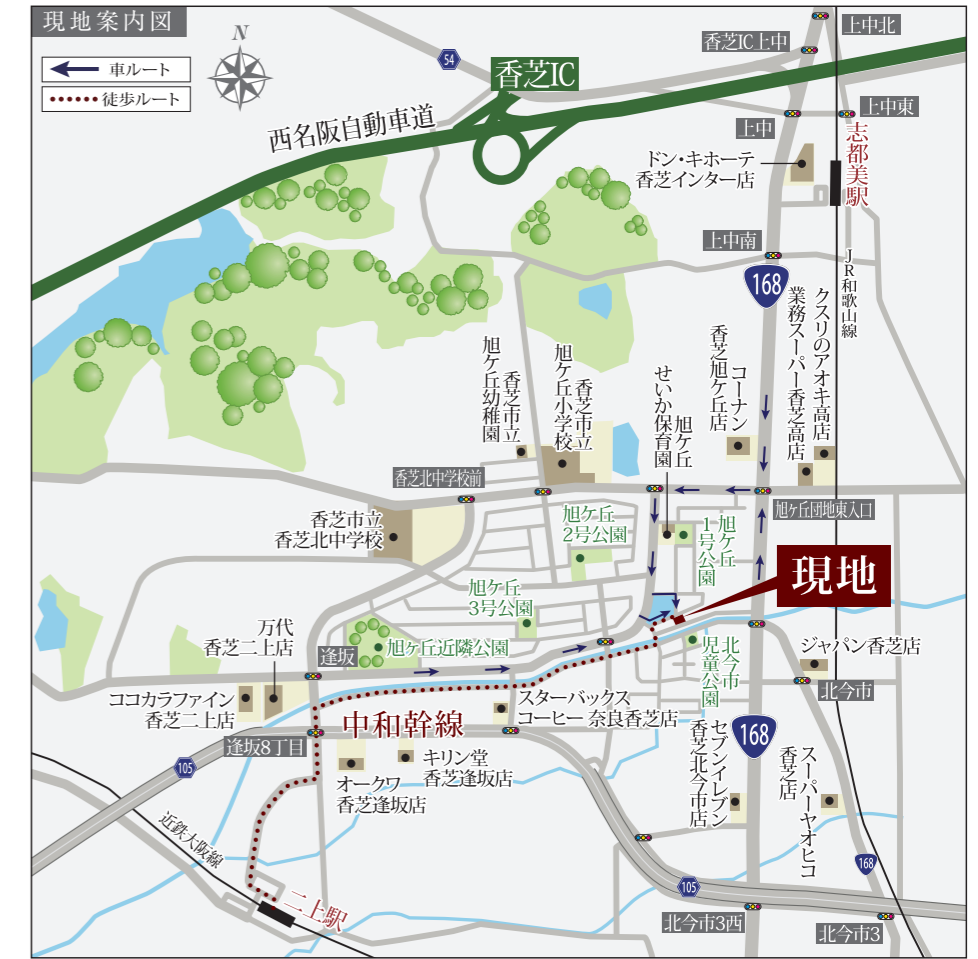 現地案内図
N
車ルート
徒歩ルート
54
香芝IC
西名阪自動車道
上中北
香芝IC上中
上中東
上中
志都美駅
ドン・キホーテ
香芝インター店
上中南
168
JR和歌山線
クスリのアオキ高店
業務スーパー香芝高店
コーナン
香芝旭ケ丘店
旭ケ丘
せいか保育園
香芝市立
旭ケ丘小学校
香芝市立
旭ケ丘幼稚園
香芝北中学校前
旭ケ丘団地東入口
香芝市立
香芝北中学校
旭ケ丘
2号公園
旭ケ丘
1号公園
現地
旭ケ丘
3号公園
旭ケ丘近隣公園
北今市
児童公園
ジャパン香芝店
北今市
万代
香芝二上店
逢坂
ココカラファイン
香芝二上店
スターバックス
コーヒー 奈良香芝店
中和幹線
逢坂8丁目
キリン堂
香芝逢坂店
オークワ
香芝逢坂店
168
セブンイレブン
香芝北今市店
スーパーヤオヒコ
香芝店
105
近鉄大阪線
二上駅
105
168
北今市3西
北今市3